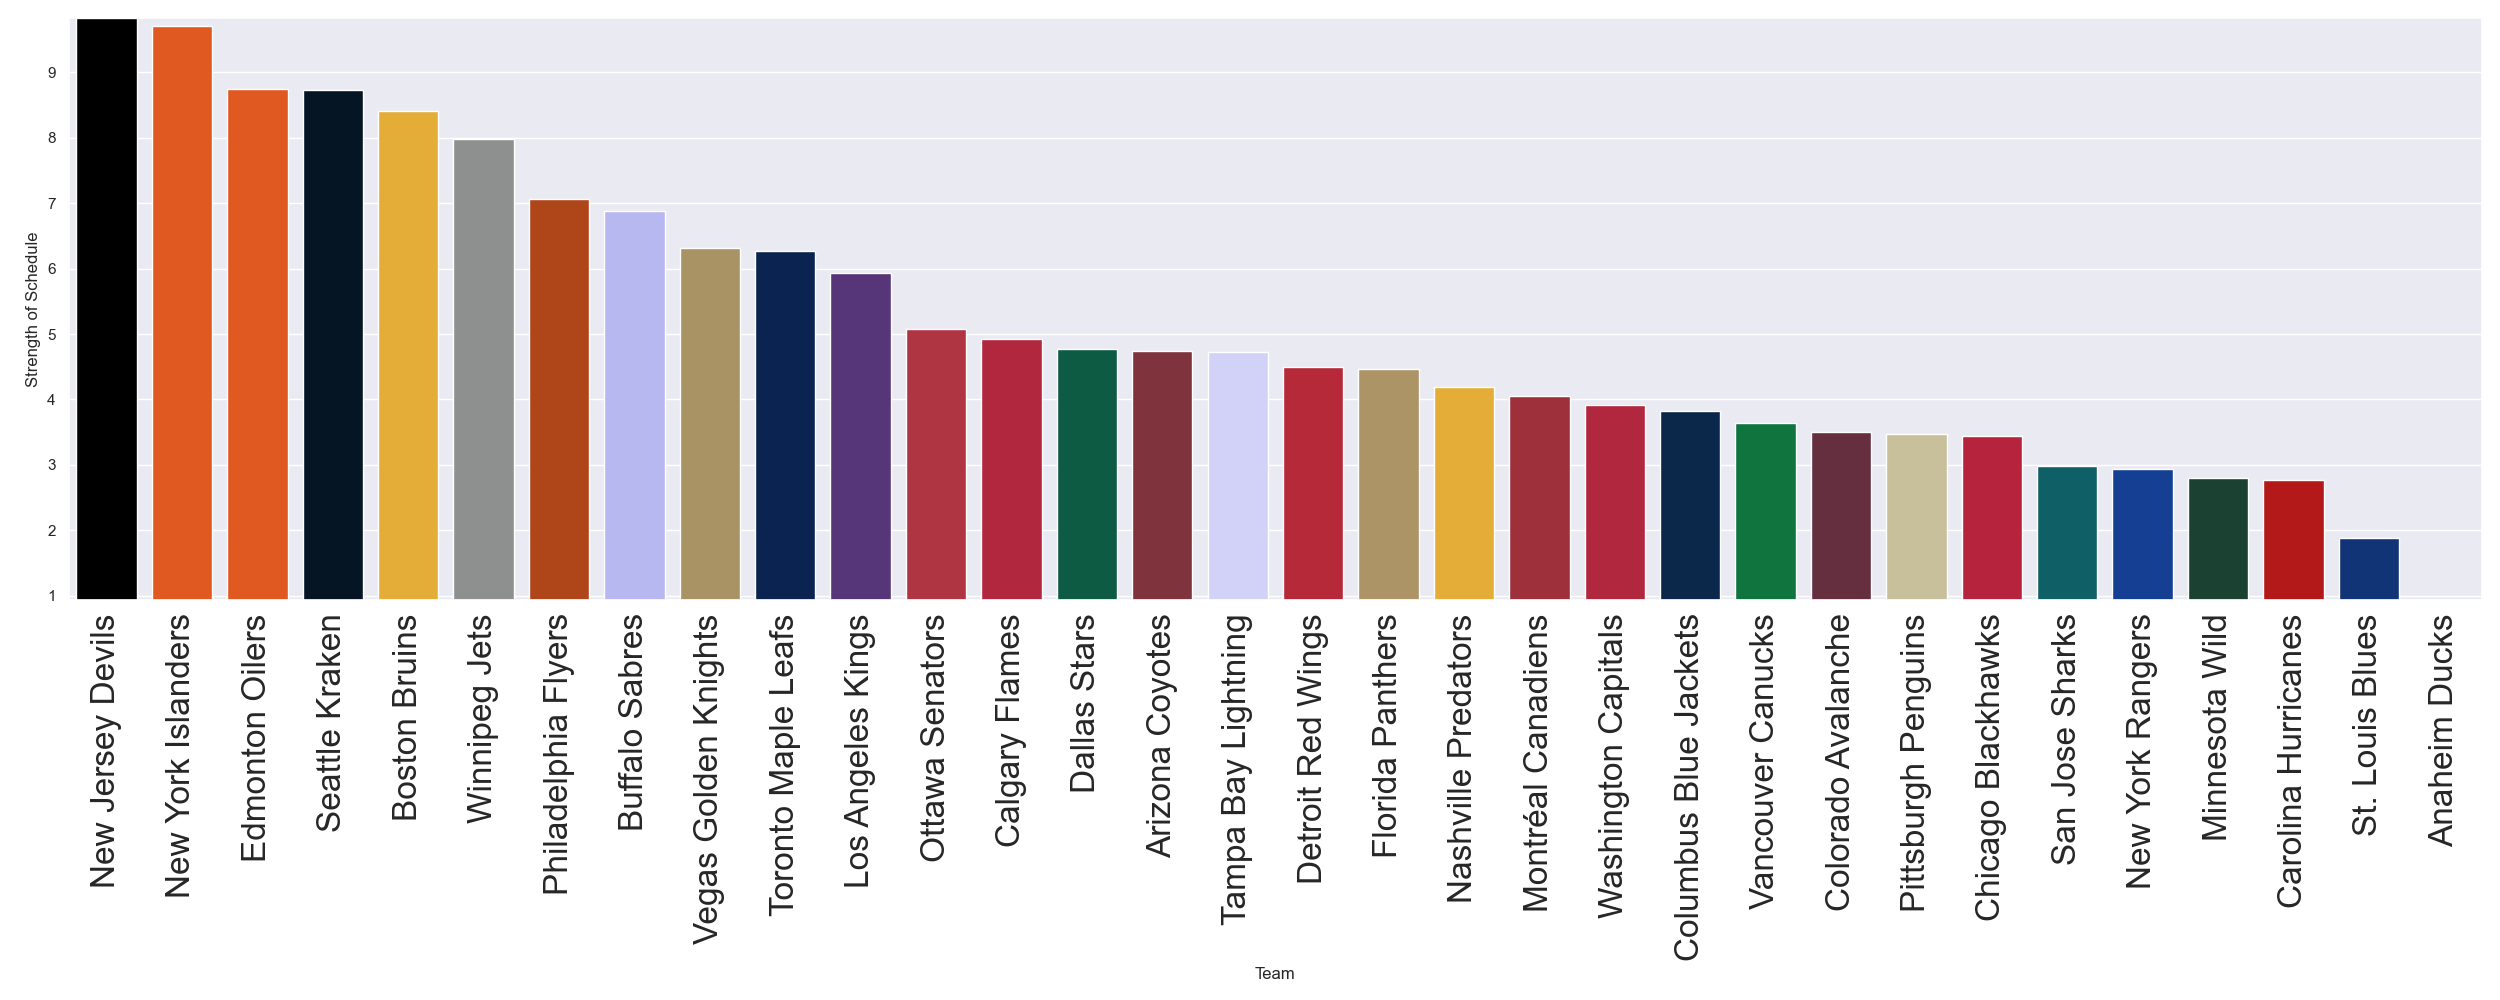 9
8
7
6
5
4
3
2
1
Strength of Schedule
New Jersey Devils
New York Islanders
Edmonton Oilers
Seattle Kraken
Boston Bruins
Winnipeg Jets
Philadelphia Flyers
Buffalo Sabres
Vegas Golden Knights
Toronto Maple Leafs
Los Angeles Kings
Ottawa Senators
Calgary Flames
Dallas Stars
Arizona Coyotes
Tampa Bay Lightning
Detroit Red Wings
Florida Panthers
Nashville Predators
Montréal Canadiens
Washington Capitals
Columbus Blue Jackets
Vancouver Canucks
Colorado Avalanche
Pittsburgh Penguins
Chicago Blackhawks
San Jose Sharks
New York Rangers
Minnesota Wild
Carolina Hurricanes
St. Louis Blues
Anaheim Ducks
Team